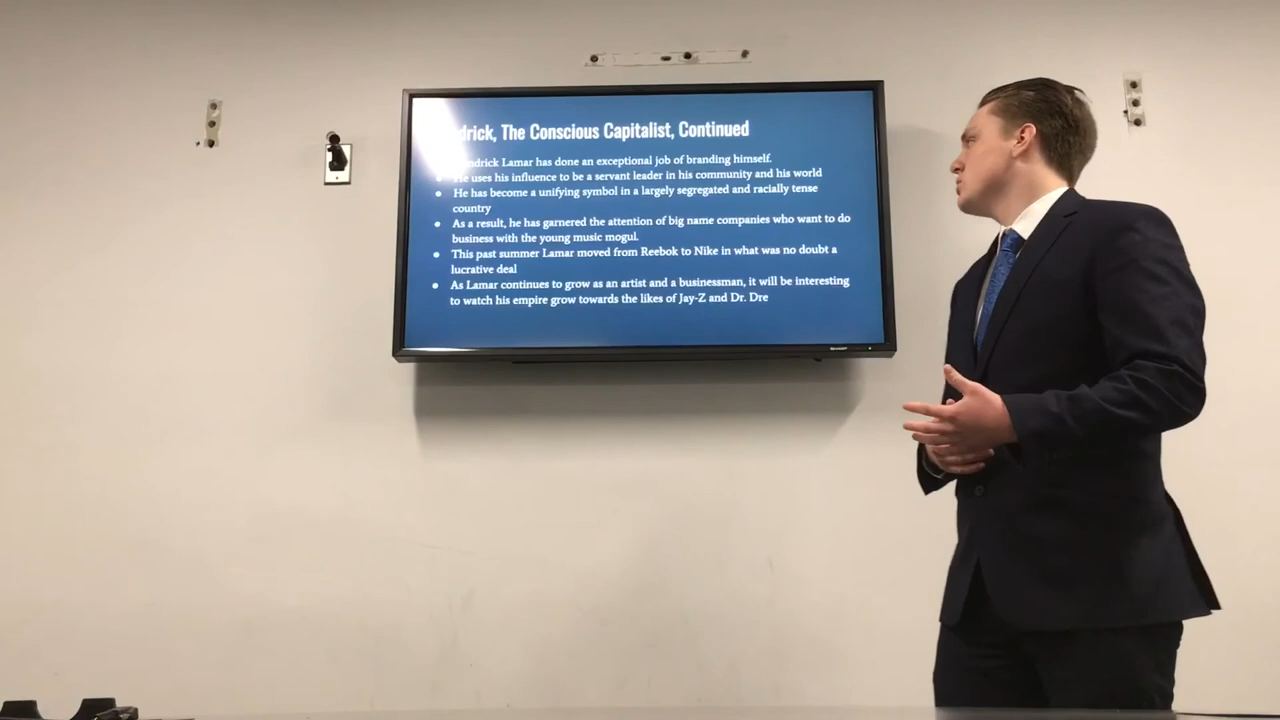 drick, The Conscious Capitalist, Continued
ndrick Lamar has done an exceptional job of branding himself.
He uses his influence to be a servant leader in his community and his world
He has become a unifying symbol in a largely segregated and racially tense
country
As a result, he has garnered the attention of big name companies who want to do
business with the young music mogul.
This past summer Lamar moved from Reebok to Nike in what was no doubt a
lucrative deal
As Lamar continues to grow as an artist and a businessman, it will be interesting
to watch his empire grow towards the likes of Jay-Z and Dr. Dre
SHARP